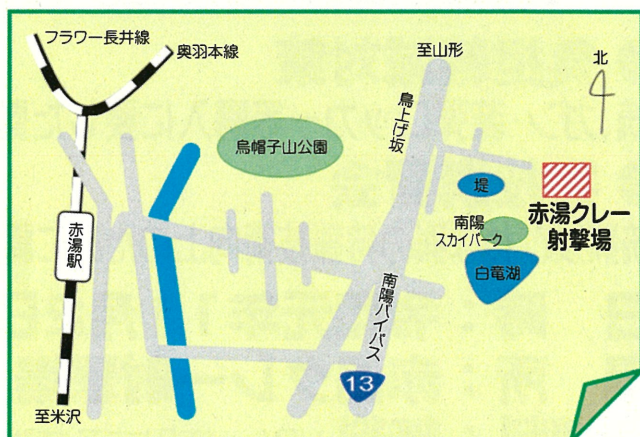 フラワー長井線
奥羽本線
至山形
北
鳥上げ坂
烏帽子山公園
堤
赤湯クレー
射撃場
南陽
スカイパーク
赤湯駅
白竜湖
南陽バイパス
13
至米沢